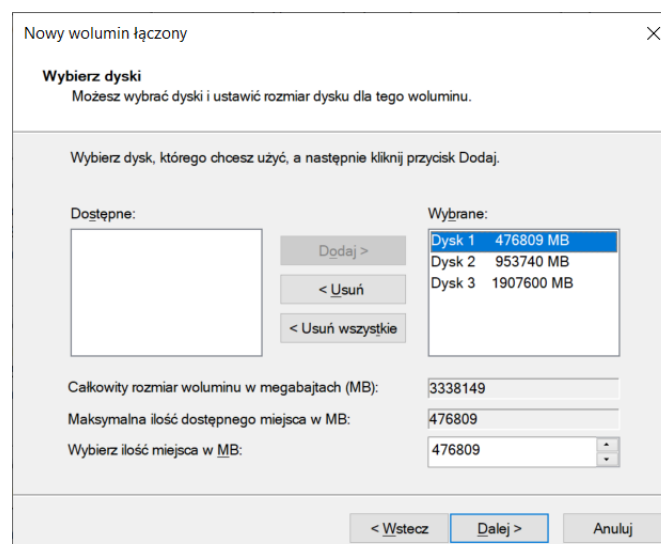 Nowy wolumin łączony
Wybierz dyski
Możesz wybrać dyski i ustawić rozmiar dysku dla tego woluminu.
Wybierz dysk, którego chcesz użyć, a następnie kliknij przycisk Dodaj.
Dostępne:
Wybrane:
Dodaj >
< Usuń
< Usuń wszystkie
Dysk 1 476809 MB
Dysk 2 953740 MB
Dysk 3 1907600 MB
Całkowity rozmiar woluminu w megabajtach (MB): 3338149
Maksymalna ilość dostępnego miejsca w MB: 476809
Wybierz ilość miejsca w MB: 476809
< Wstecz Dalej > Anuluj